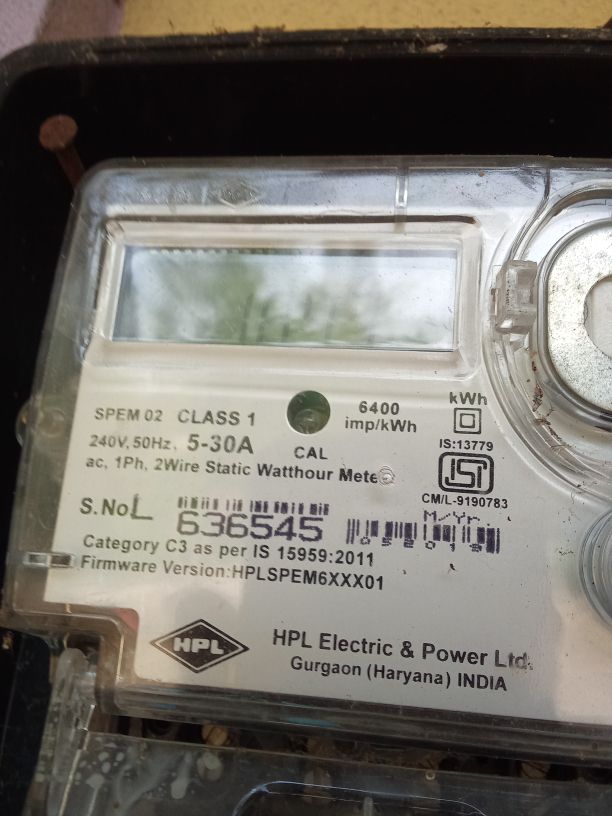 SPEM 02 CLASS 1
240V, 50Hz, 5-30A
ac, 1Ph, 2Wire Static Watthour Meter
CAL
6400
imp/kWh
kWh
IS:13779
ISI
CM/L-9190783
S.No L 636545
M/Yr.
Category C3 as per IS 15959:2011
Firmware Version:HPLSPEM6XXX01
HPL
HPL Electric & Power Ltd.
Gurgaon (Haryana) INDIA